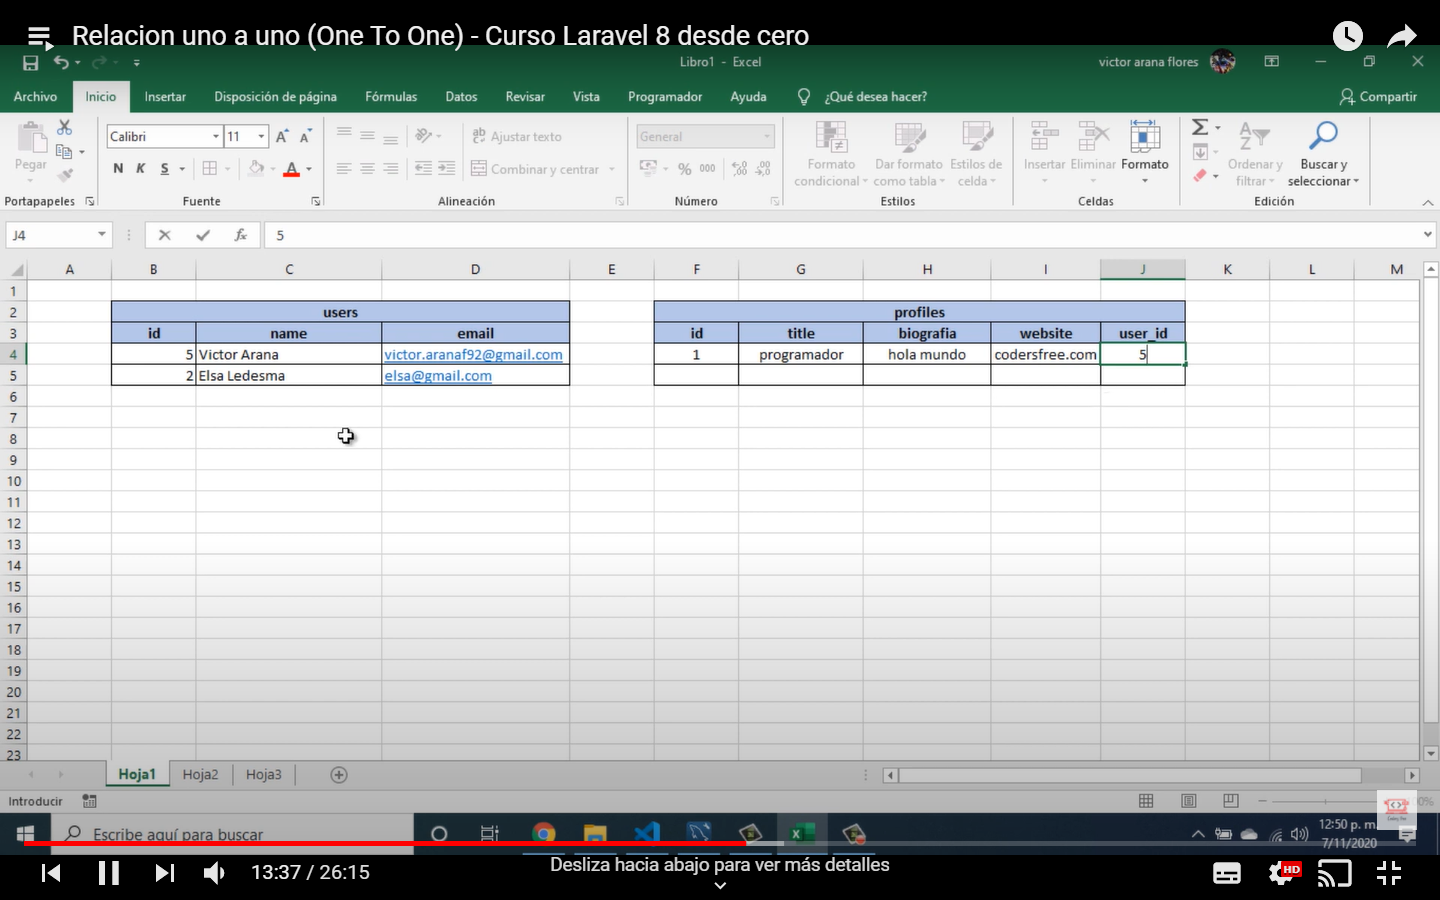 Relacion uno a uno (One To One) - Curso Laravel 8 desde cero
Libro1 - Excel
victor arana flores
Archivo Inicio Insertar Disposición de página Fórmulas Datos Revisar Vista Programador Ayuda ¿Qué desea hacer? Compartir
Pegar
Calibri 11
Ajustar texto
General
N K S
Combinar y centrar
% 000
Formato condicional
Dar formato como tabla
Estilos de celda
Insertar Eliminar Formato
Ordenar y filtrar
Buscar y seleccionar
Portapapeles Fuente Alineación Número Estilos Celdas Edición
J4 fx 5
A B C D E F G H I J K L M
1
2 users profiles
3 id name email id title biografia website user_id
4 5 Victor Arana victor.aranaf92@gmail.com 1 programador hola mundo codersfree.com 5
5 2 Elsa Ledesma elsa@gmail.com
6
7
8
9
10
11
12
13
14
15
16
17
18
19
20
21
22
23
Hoja1 Hoja2 Hoja3
Introducir
Escribe aquí para buscar
12:50 p. m.
7/11/2020
13:37 / 26:15
Desliza hacia abajo para ver más detalles
HD